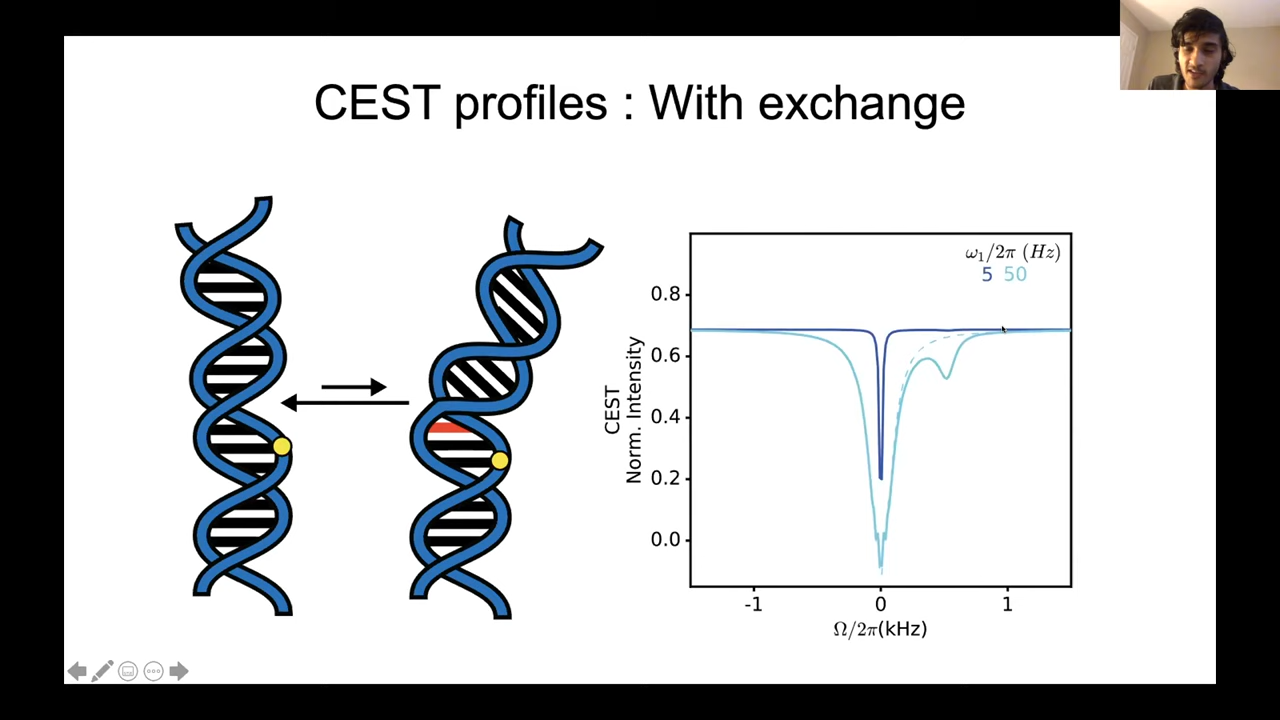 CEST profiles : With exchange
ω₁/2π (Hz)
5 50
0.8
0.6
0.4
0.2
0.0
CEST
Norm. Intensity
-1 0 1
Ω/2π(kHz)